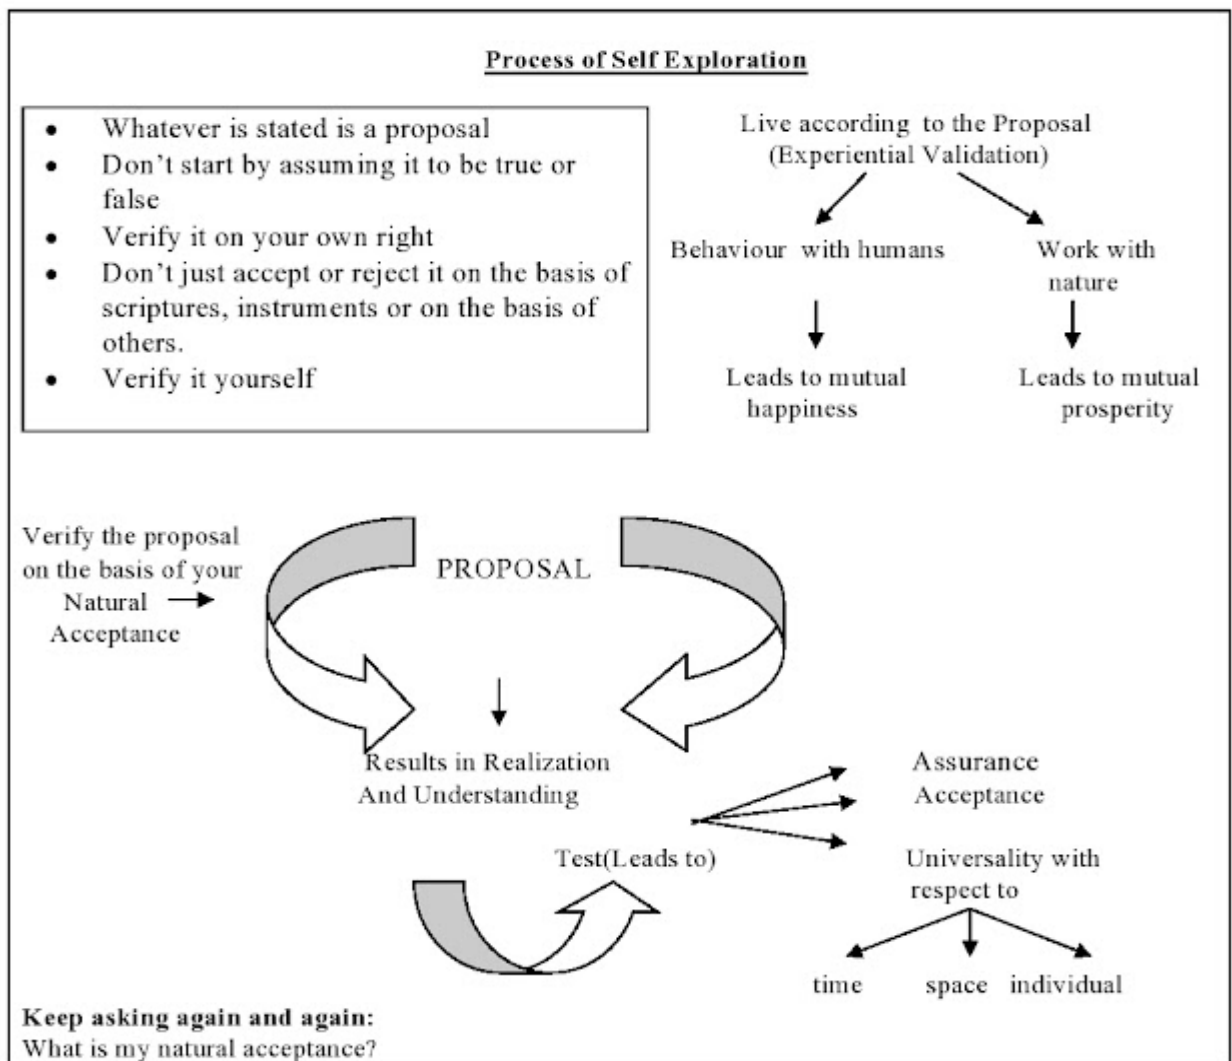 Process of Self Exploration
• Whatever is stated is a proposal
• Don't start by assuming it to be true or
false
• Verify it on your own right
• Don't just accept or reject it on the basis of
scriptures, instruments or on the basis of
others.
• Verify it yourself
Live according to the Proposal
(Experiential Validation)
Behaviour with humans
Work with
nature
Leads to mutual
happiness
Leads to mutual
prosperity
Verify the proposal
on the basis of your
Natural
Acceptance
PROPOSAL
Results in Realization
And Understanding
Test(Leads to)
Assurance
Acceptance
Universality with
respect to
time
space
individual
Keep asking again and again:
What is my natural acceptance?